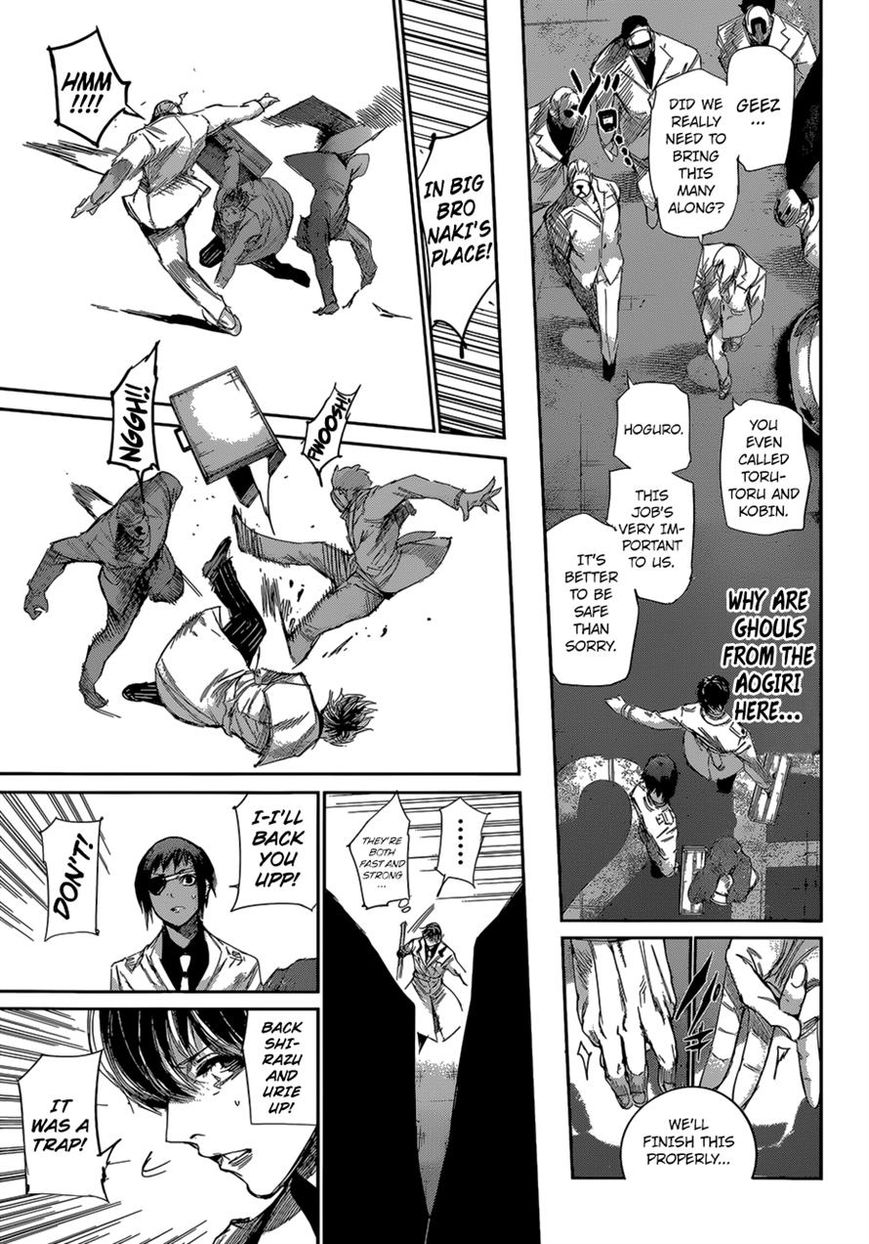 GEEZ
...
DID WE
REALLY
NEED TO
BRING
THIS
MANY
ALONG?
YOU
EVEN
CALLED
TORU-
TORU AND
KOBIN.
HOGURO.
THIS
JOB'S
VERY IM-
PORTANT
TO US.
IT'S
BETTER
TO BE
SAFE
THAN
SORRY.
WHY ARE
GHOULS
FROM THE
AOGIRI
HERE...
WE'LL
FINISH THIS
PROPERLY...
IN BIG
BRO
NAKI'S
PLACE!
HMM
!!!!
FWOOSH!
NGGH!!
......
THEY'RE
BOTH
FAST AND
STRONG
...
I-I'LL
BACK
YOU
UPP!
DON'T!
BACK
SHI-
RAZU
AND
URIE
UP!
IT
WAS A
TRAP!